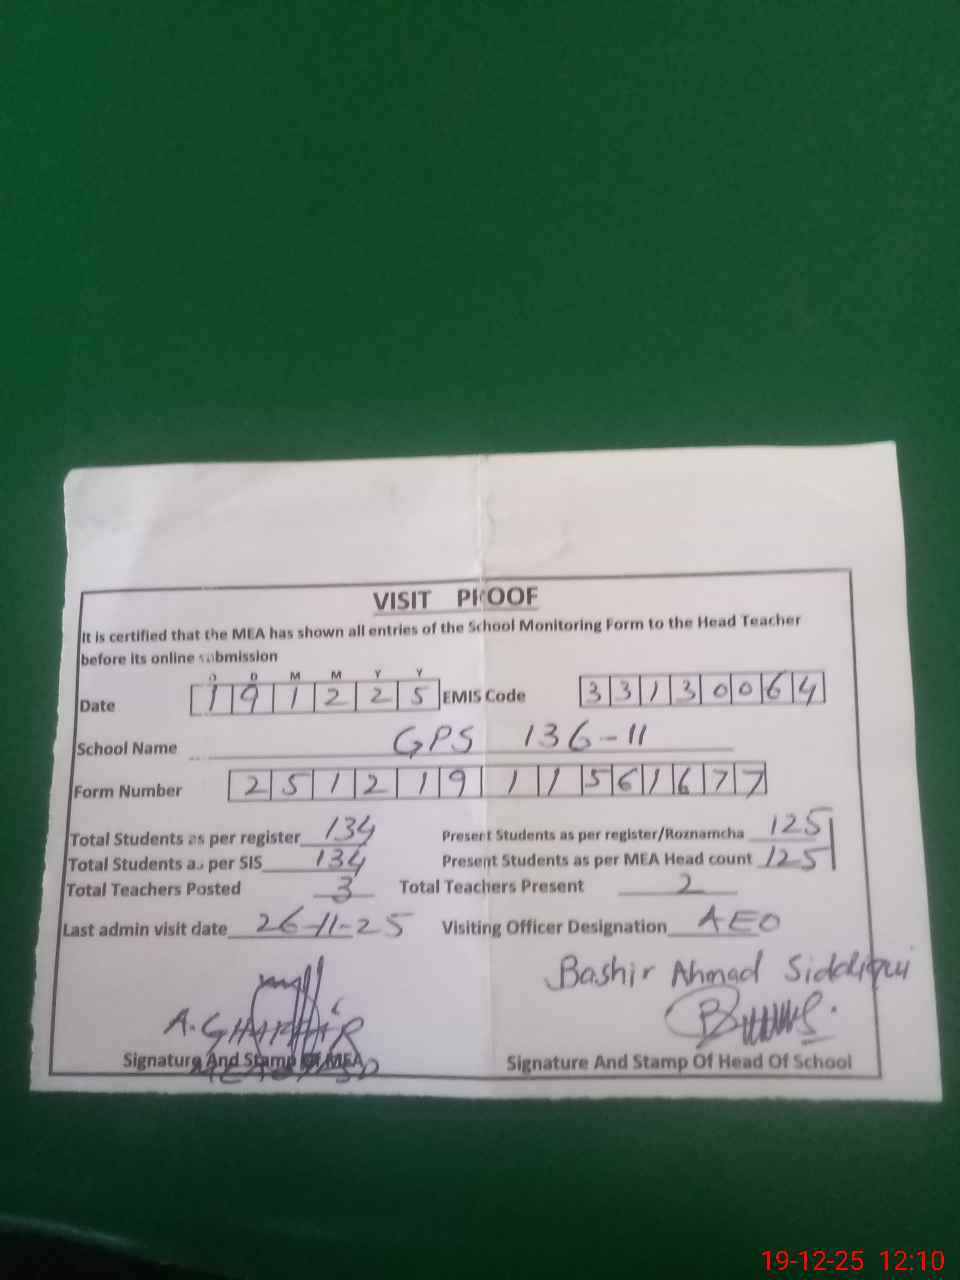 VISIT PROOF
It is certified that the MEA has shown all entries of the School Monitoring Form to the Head Teacher
before its online submission
D D M M Y Y
Date 1 9 1 2 2 5 EMIS Code 3 3 1 3 0 0 6 4
School Name GPS 136-11
Form Number 2 5 1 2 1 9 1 1 5 6 1 6 7 7
Total Students as per register 134 Present Students as per register/Roznamcha 125
Total Students as per SIS 134 Present Students as per MEA Head count 125
Total Teachers Posted 3 Total Teachers Present 2
Last admin visit date 26-11-25 Visiting Officer Designation AEO
Bashir Ahmad Siddiqui
A. GHAFFAR
Signature And Stamp Of MEA Signature And Stamp Of Head Of School
19-12-25 12:10